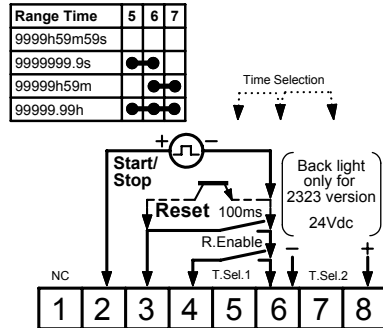 Range Time 5 6 7
9999h59m59s
9999999.9s
99999h59m
99999.99h
Time Selection
+ −
Start/
Stop
Back light
only for
2323 version
24Vdc
Reset 100ms
R.Enable
− +
NC T.Sel.1 T.Sel.2
1 2 3 4 5 6 7 8